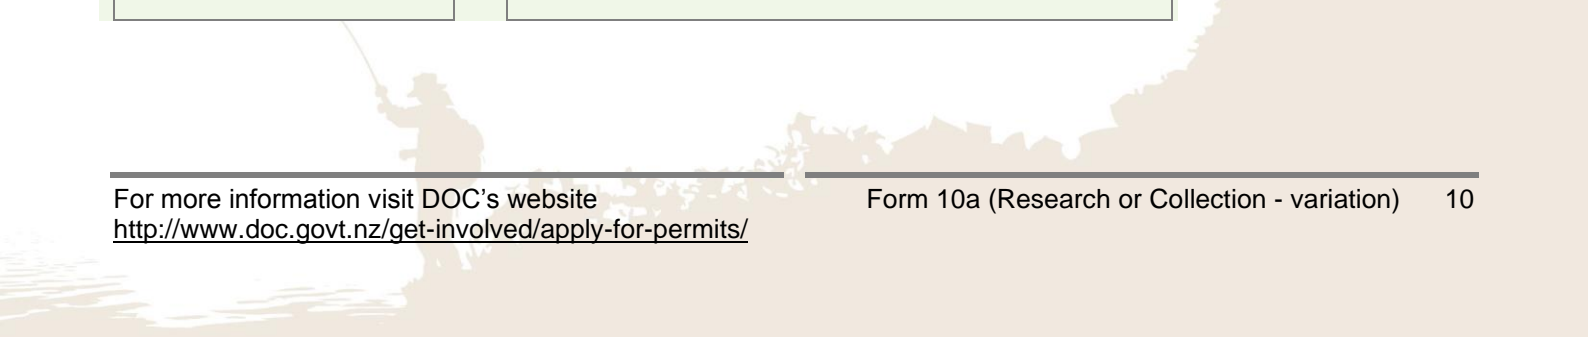 For more information visit DOC's website
http://www.doc.govt.nz/get-involved/apply-for-permits/
Form 10a (Research or Collection - variation) 10